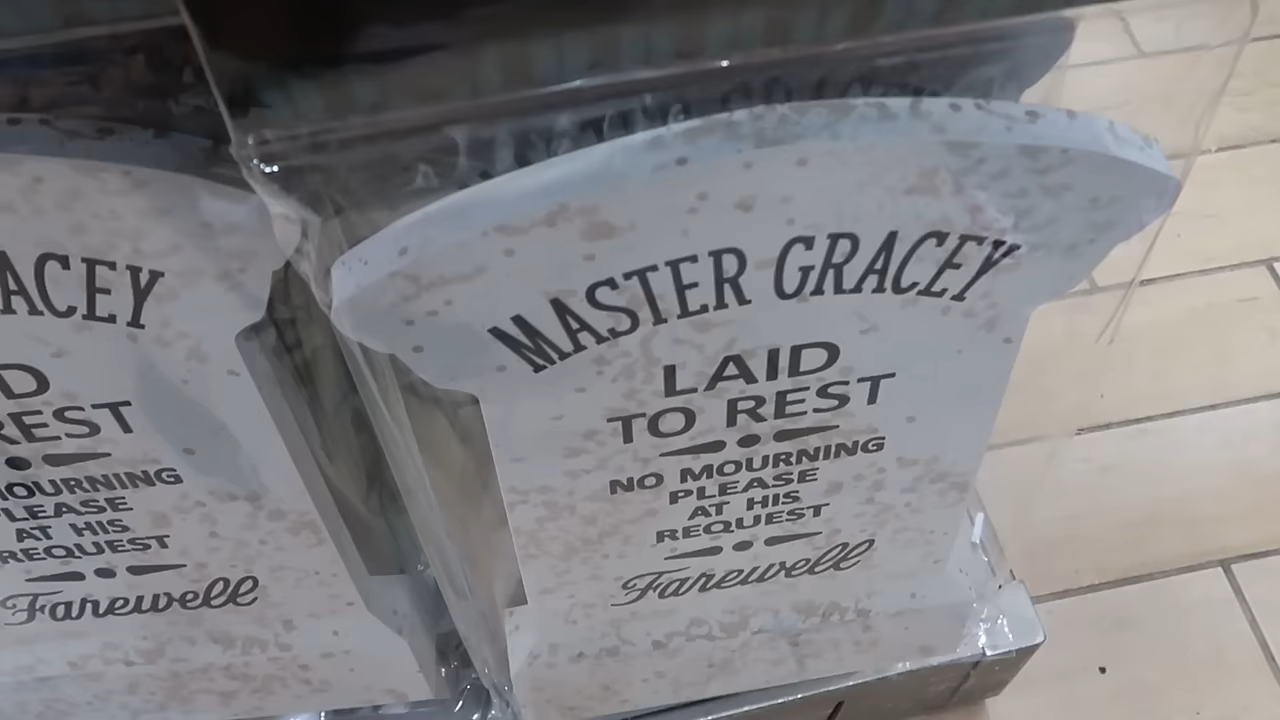 MASTER GRACEY
LAID
TO REST
NO MOURNING
PLEASE
AT HIS
REQUEST
Farewell
ACEY
D
REST
MOURNING
PLEASE
AT HIS
REQUEST
Farewell